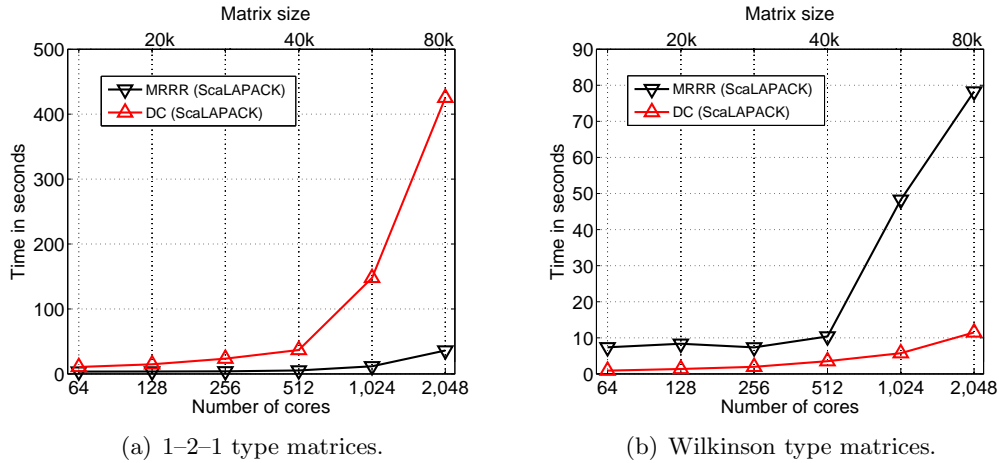 Matrix size
20k 40k 80k
500
400
300
200
100
0
Time in seconds
MRRR (ScaLAPACK)
DC (ScaLAPACK)
64 128 256 512 1,024 2,048
Number of cores
(a) 1–2–1 type matrices.
Matrix size
20k 40k 80k
90
80
70
60
50
40
30
20
10
0
Time in seconds
MRRR (ScaLAPACK)
DC (ScaLAPACK)
64 128 256 512 1,024 2,048
Number of cores
(b) Wilkinson type matrices.